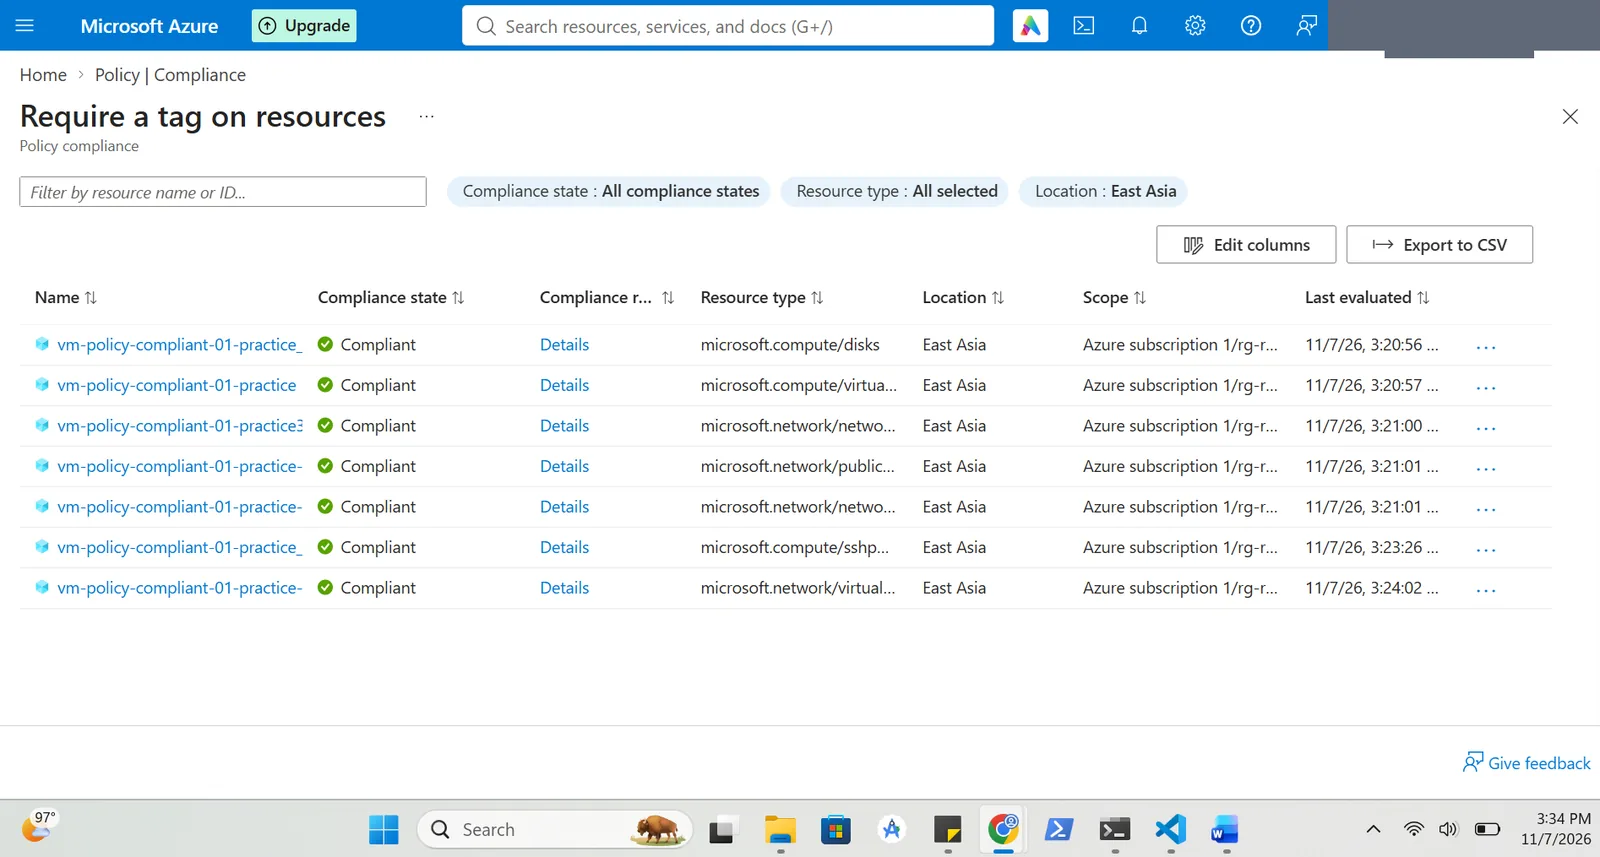 Microsoft Azure
Upgrade
Search resources, services, and docs (G+/)
Home > Policy | Compliance
Require a tag on resources ...
Policy compliance
Filter by resource name or ID...
Compliance state : All compliance states
Resource type : All selected
Location : East Asia
Edit columns
Export to CSV
Name Compliance state Compliance r... Resource type Location Scope Last evaluated
vm-policy-compliant-01-practice_ Compliant Details microsoft.compute/disks East Asia Azure subscription 1/rg-r... 11/7/26, 3:20:56 ... ...
vm-policy-compliant-01-practice Compliant Details microsoft.compute/virtua... East Asia Azure subscription 1/rg-r... 11/7/26, 3:20:57 ... ...
vm-policy-compliant-01-practice3 Compliant Details microsoft.network/netwo... East Asia Azure subscription 1/rg-r... 11/7/26, 3:21:00 ... ...
vm-policy-compliant-01-practice- Compliant Details microsoft.network/public... East Asia Azure subscription 1/rg-r... 11/7/26, 3:21:01 ... ...
vm-policy-compliant-01-practice- Compliant Details microsoft.network/netwo... East Asia Azure subscription 1/rg-r... 11/7/26, 3:21:01 ... ...
vm-policy-compliant-01-practice_ Compliant Details microsoft.compute/sshp... East Asia Azure subscription 1/rg-r... 11/7/26, 3:23:26 ... ...
vm-policy-compliant-01-practice- Compliant Details microsoft.network/virtual... East Asia Azure subscription 1/rg-r... 11/7/26, 3:24:02 ... ...
Give feedback
97°
Search
3:34 PM
11/7/2026